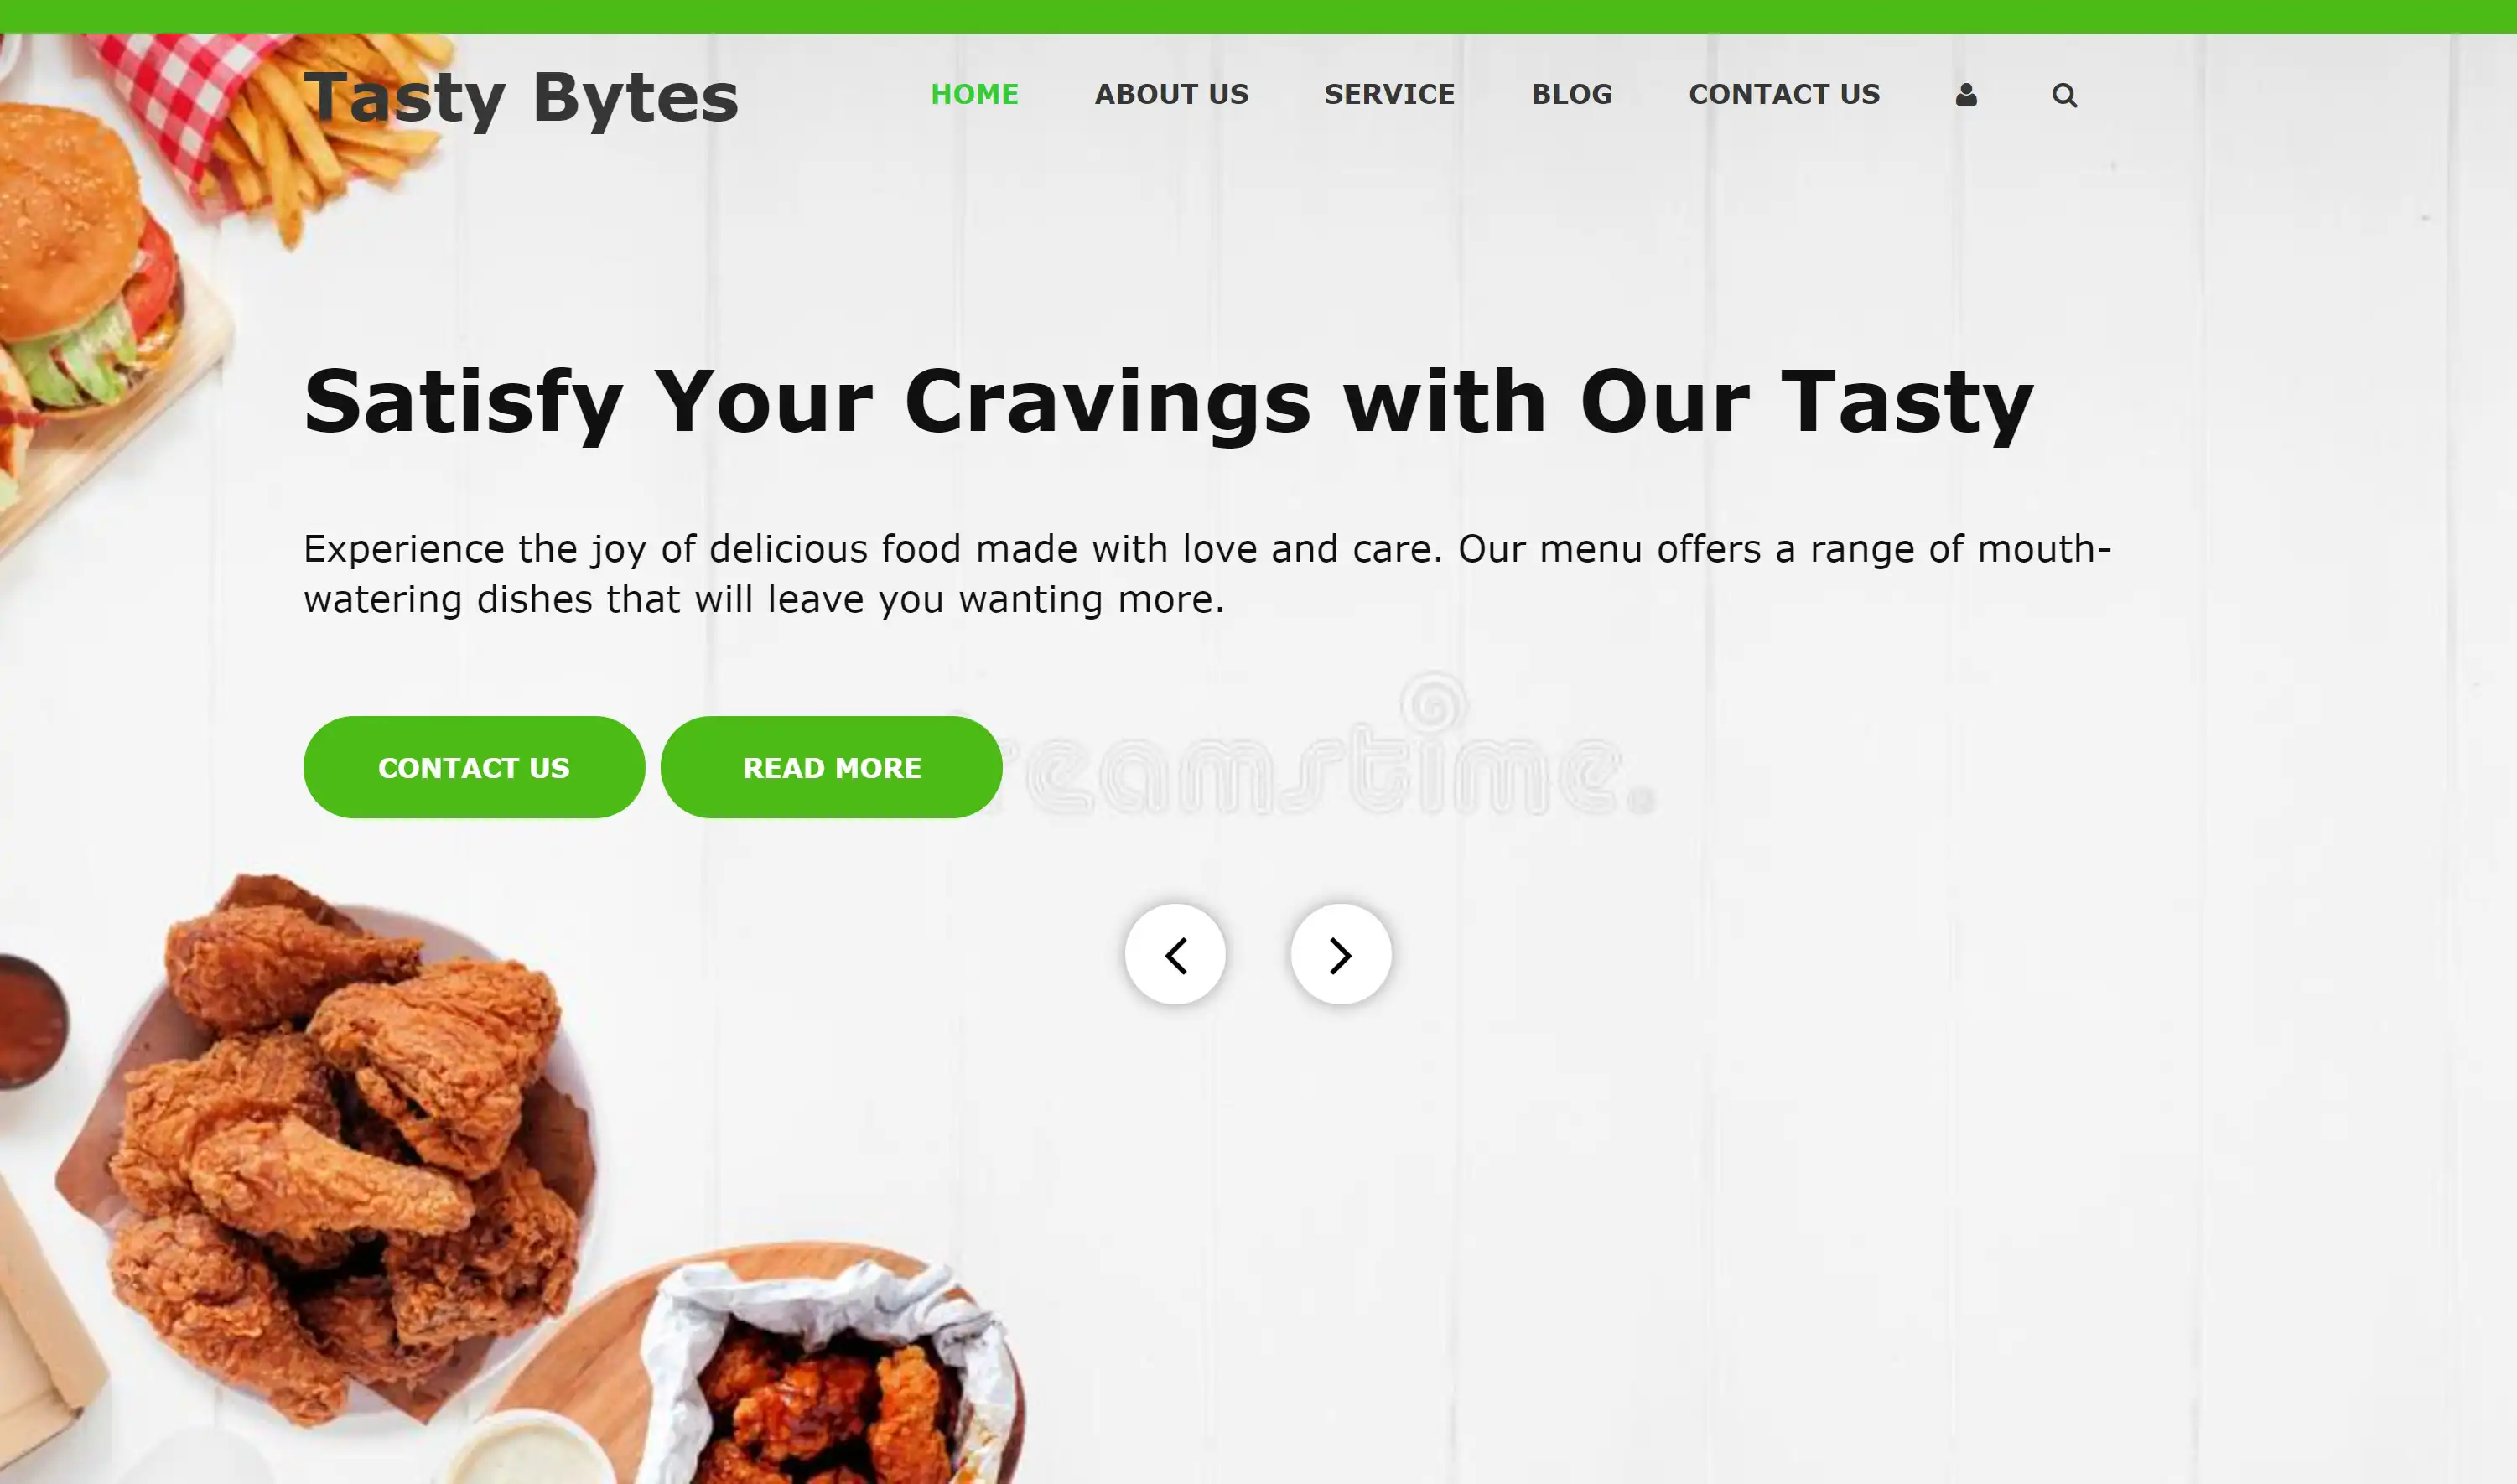 Tasty Bytes
HOME ABOUT US SERVICE BLOG CONTACT US
Satisfy Your Cravings with Our Tasty
Experience the joy of delicious food made with love and care. Our menu offers a range of mouth-
watering dishes that will leave you wanting more.
CONTACT US READ MORE
reamstime.